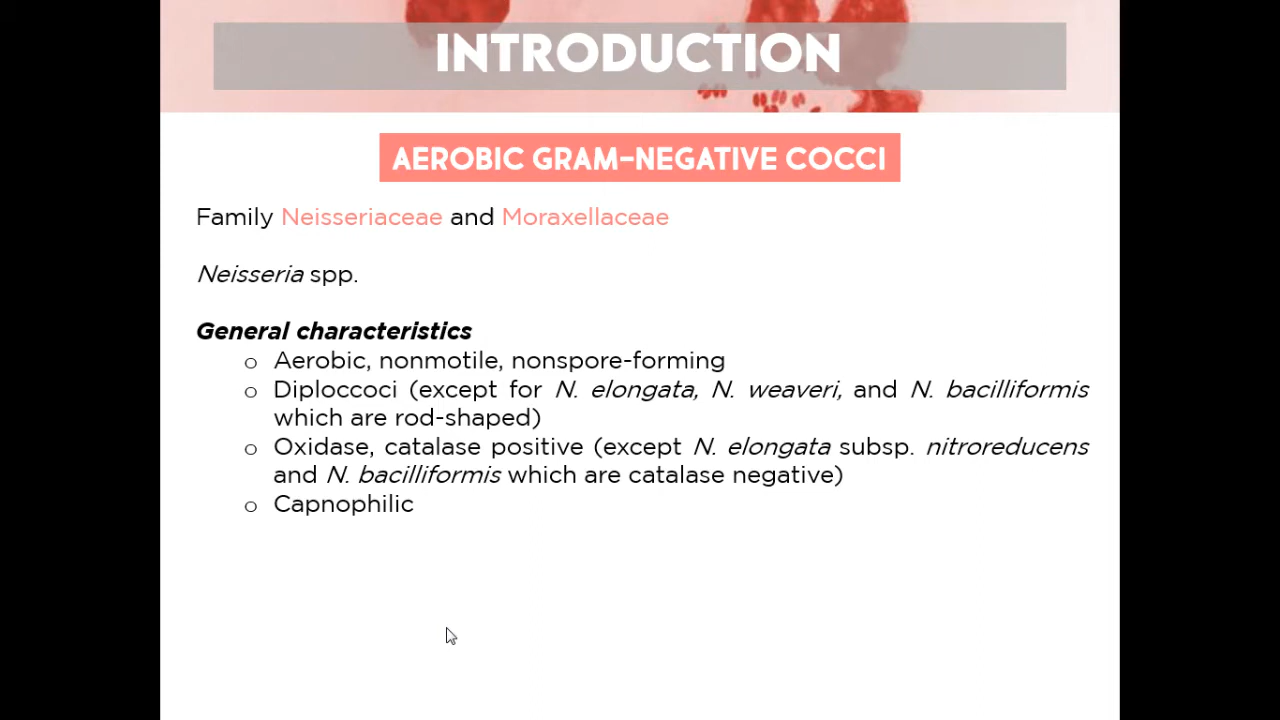 INTRODUCTION
AEROBIC GRAM-NEGATIVE COCCI
Family Neisseriaceae and Moraxellaceae
Neisseria spp.
General characteristics
o Aerobic, nonmotile, nonspore-forming
o Diploccoci (except for N. elongata, N. weaveri, and N. bacilliformis
which are rod-shaped)
o Oxidase, catalase positive (except N. elongata subsp. nitroreducens
and N. bacilliformis which are catalase negative)
o Capnophilic